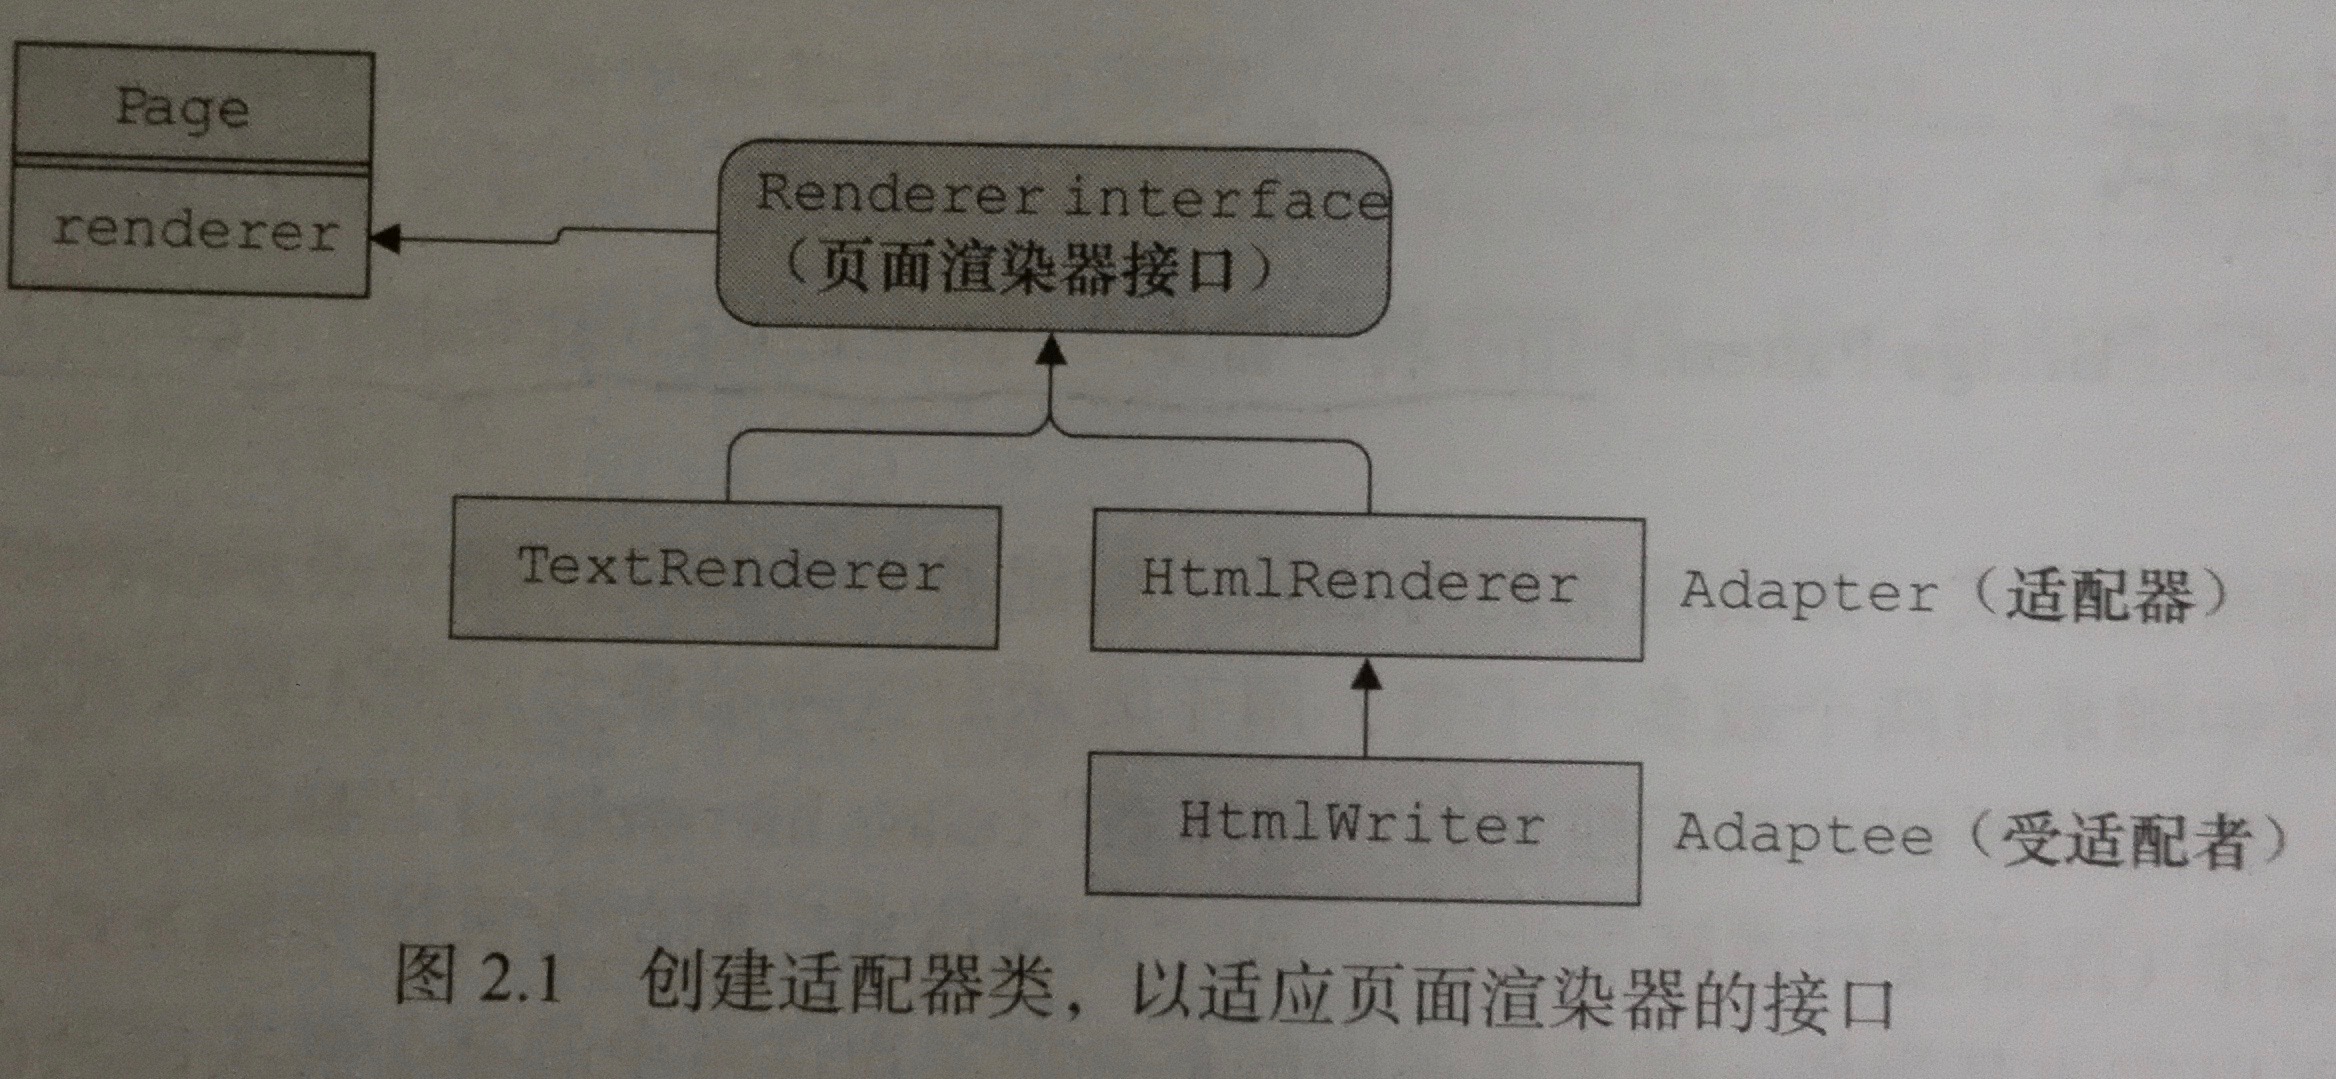 Page
renderer
Renderer interface
（页面渲染器接口）
TextRenderer
HtmlRenderer
Adapter（适配器）
HtmlWriter
Adaptee（受适配者）
图 2.1 创建适配器类，以适应页面渲染器的接口